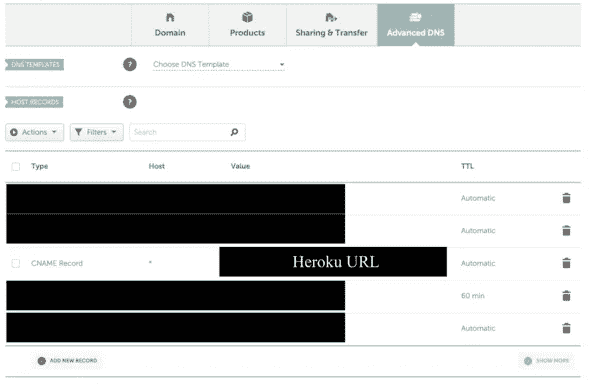 Domain Products Sharing & Transfer Advanced DNS
DNS TEMPLATES ? Choose DNS Template
HOST RECORDS ?
Actions Filters Search
Type Host Value TTL
Automatic
Automatic
CNAME Record * Heroku URL Automatic
60 min
Automatic
ADD NEW RECORD SHOW MORE